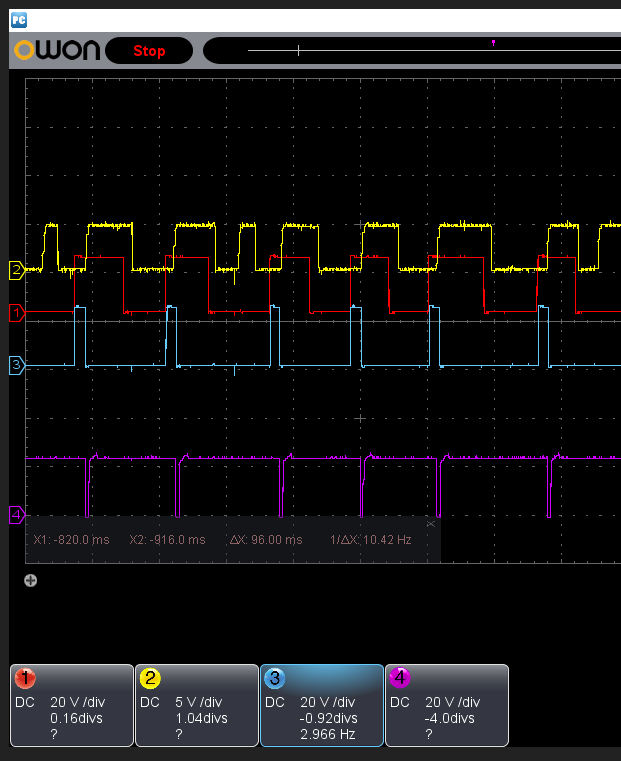 PC
OWON
Stop
2
1
3
4
X1: -820.0 ms X2: -916.0 ms ΔX: 96.00 ms 1/ΔX: 10.42 Hz
1 2 3 4
DC 20 V /div DC 5 V /div DC 20 V /div DC 20 V /div
0.16divs 1.04divs -0.92divs -4.0divs
? ? 2.966 Hz ?